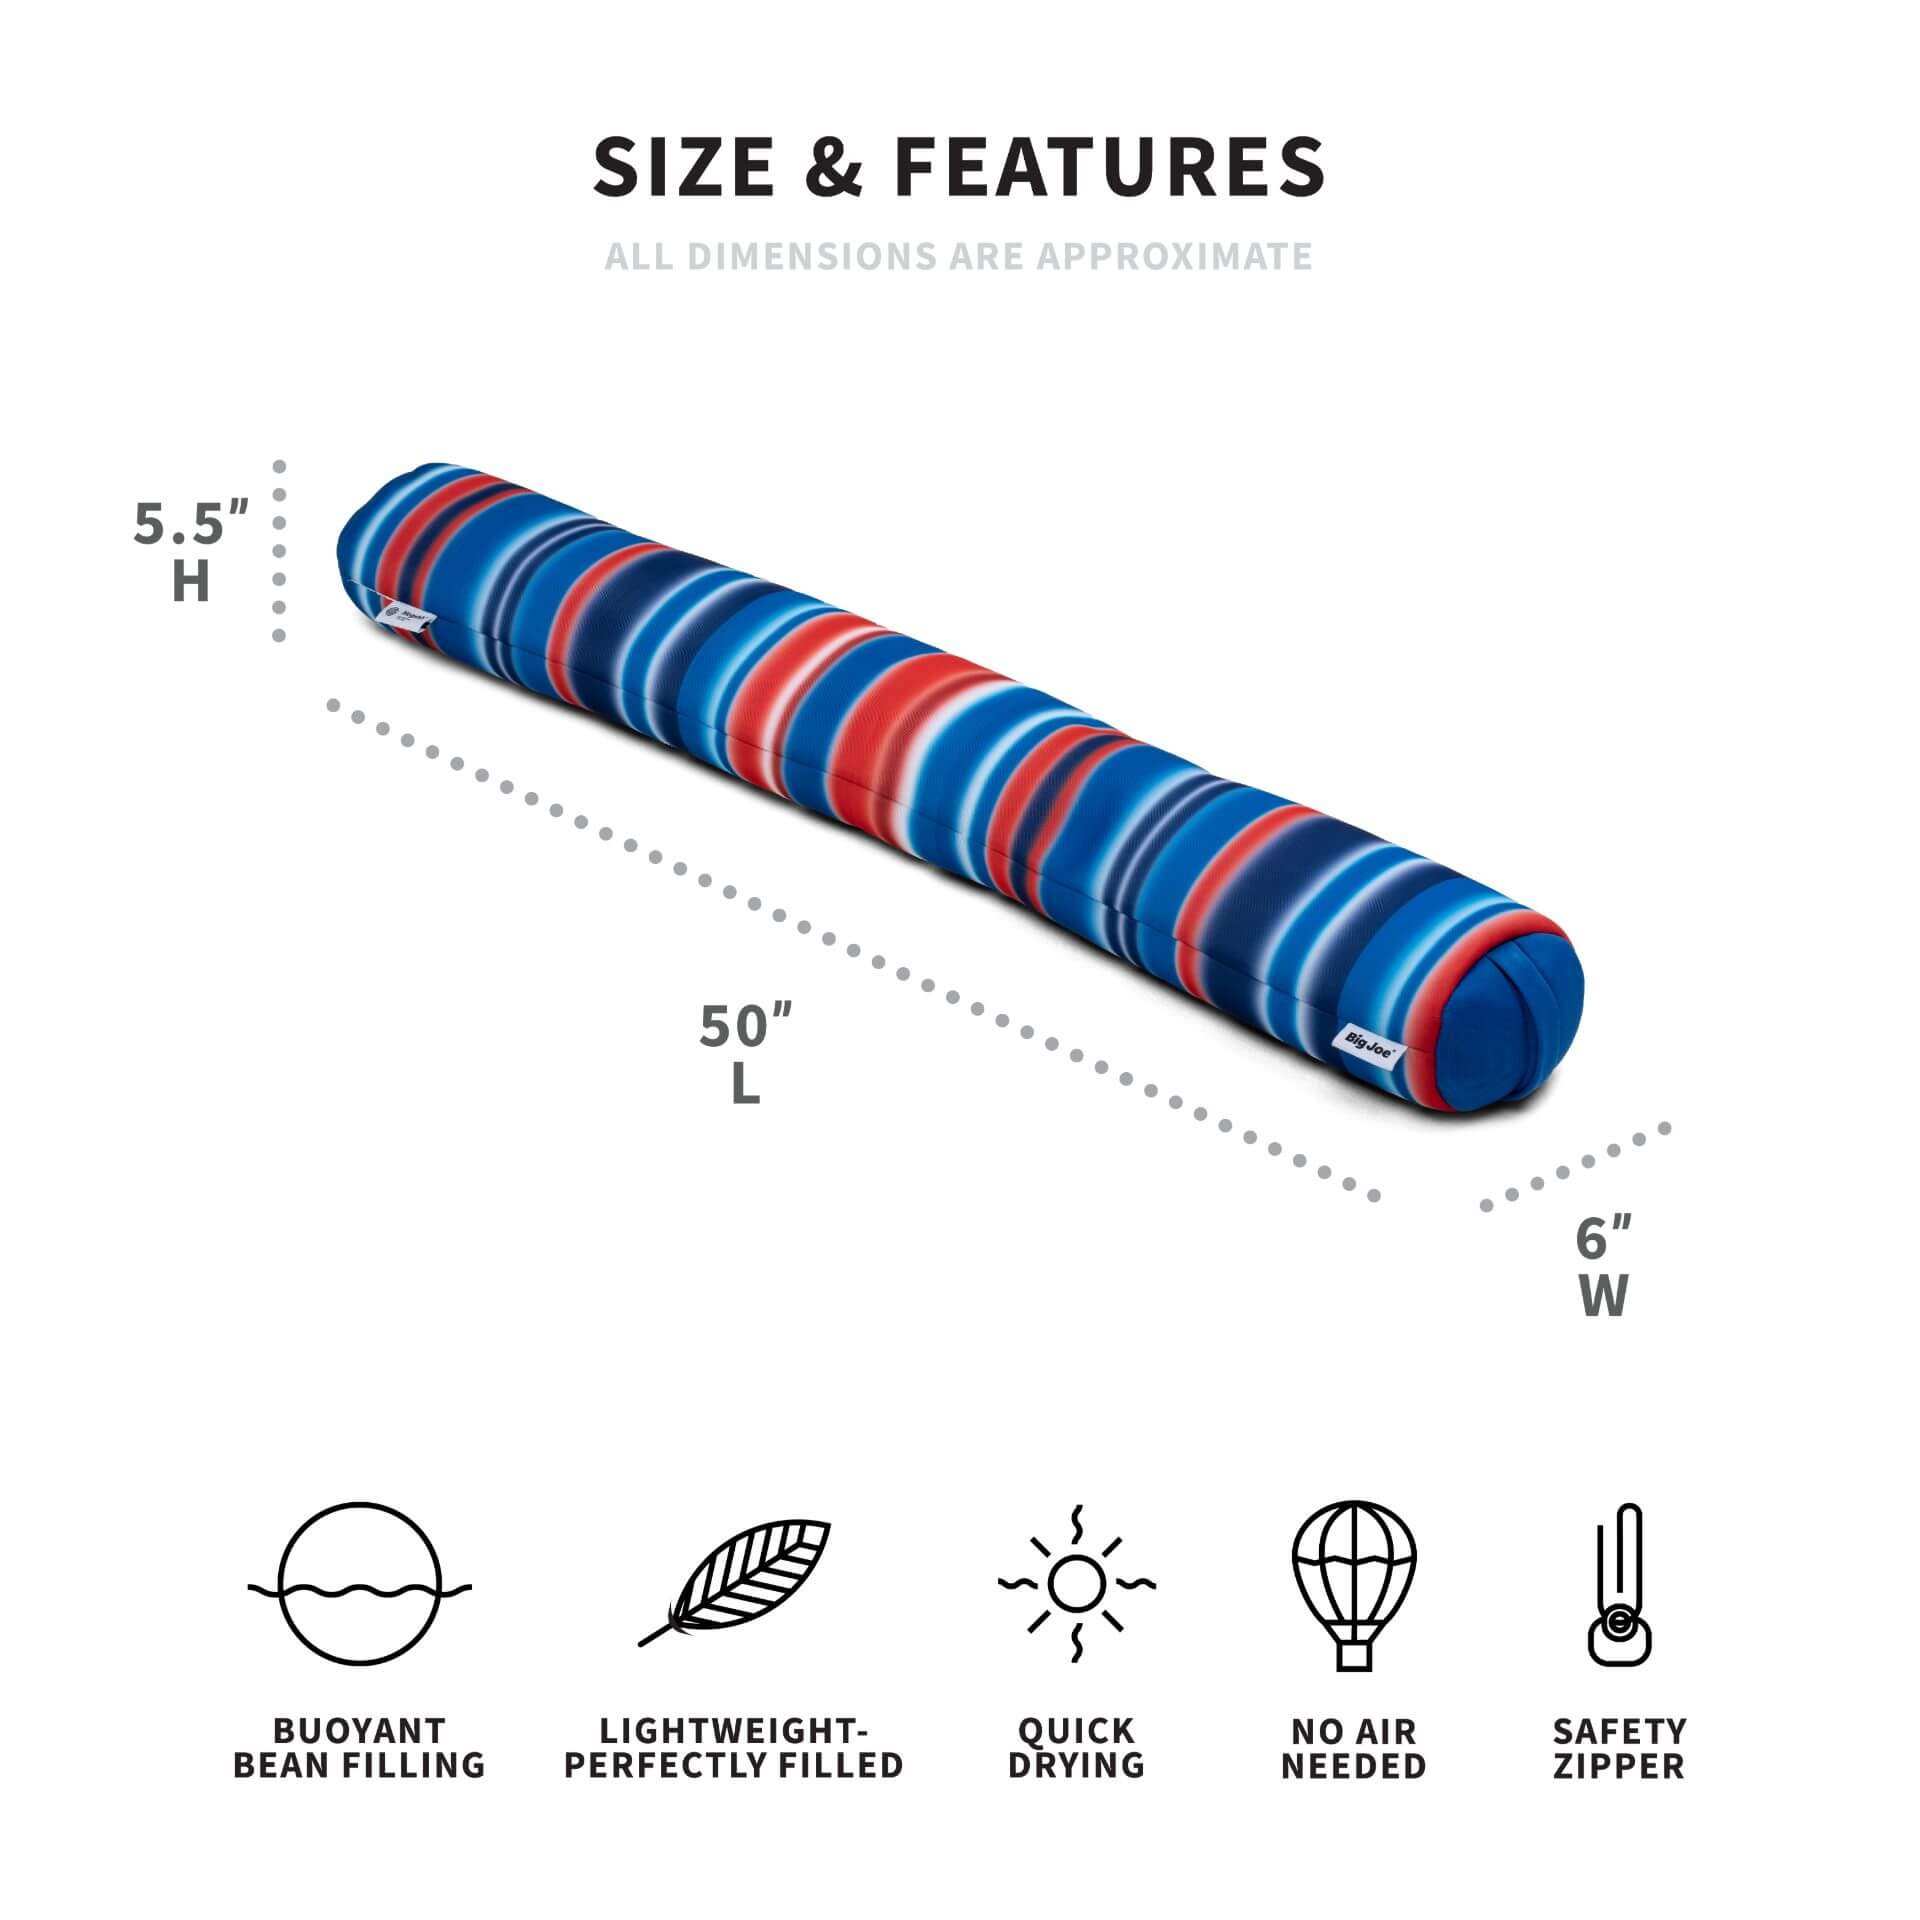 SIZE & FEATURES
ALL DIMENSIONS ARE APPROXIMATE
5.5"
H
50"
L
6"
W
Big Joe
BUOYANT
BEAN FILLING
LIGHTWEIGHT-
PERFECTLY FILLED
QUICK
DRYING
NO AIR
NEEDED
SAFETY
ZIPPER